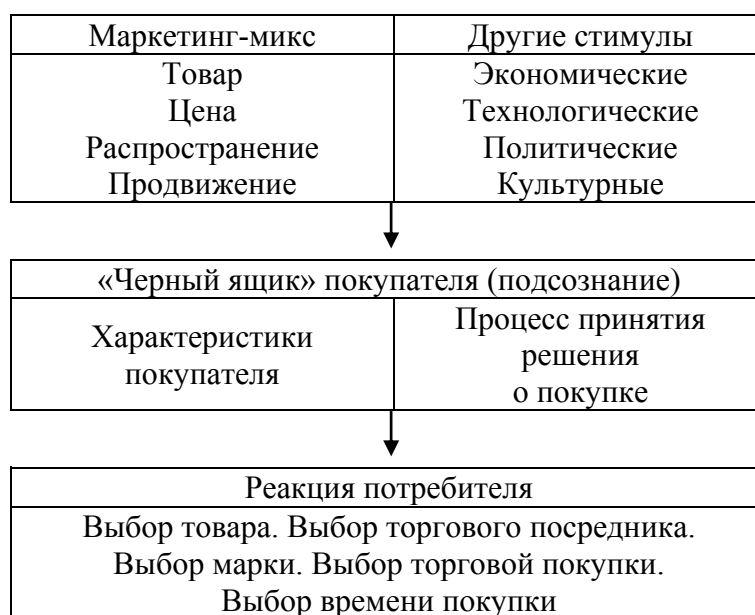 Маркетинг-микс
Другие стимулы
Товар
Цена
Распространение
Продвижение
Экономические
Технологические
Политические
Культурные
«Черный ящик» покупателя (подсознание)
Характеристики
покупателя
Процесс принятия
решения
о покупке
Реакция потребителя
Выбор товара. Выбор торгового посредника.
Выбор марки. Выбор торговой покупки.
Выбор времени покупки